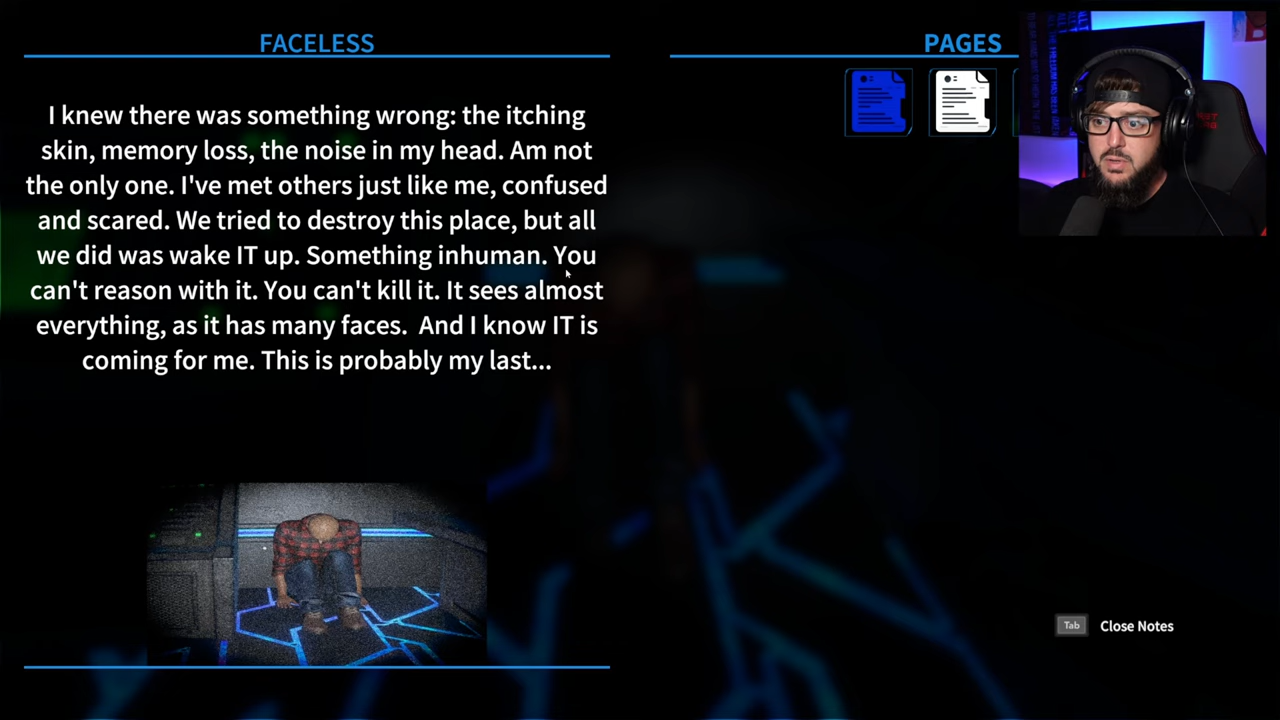 FACELESS
I knew there was something wrong: the itching
skin, memory loss, the noise in my head. Am not
the only one. I've met others just like me, confused
and scared. We tried to destroy this place, but all
we did was wake IT up. Something inhuman. You
can't reason with it. You can't kill it. It sees almost
everything, as it has many faces.  And I know IT is
coming for me. This is probably my last...
PAGES
Tab Close Notes